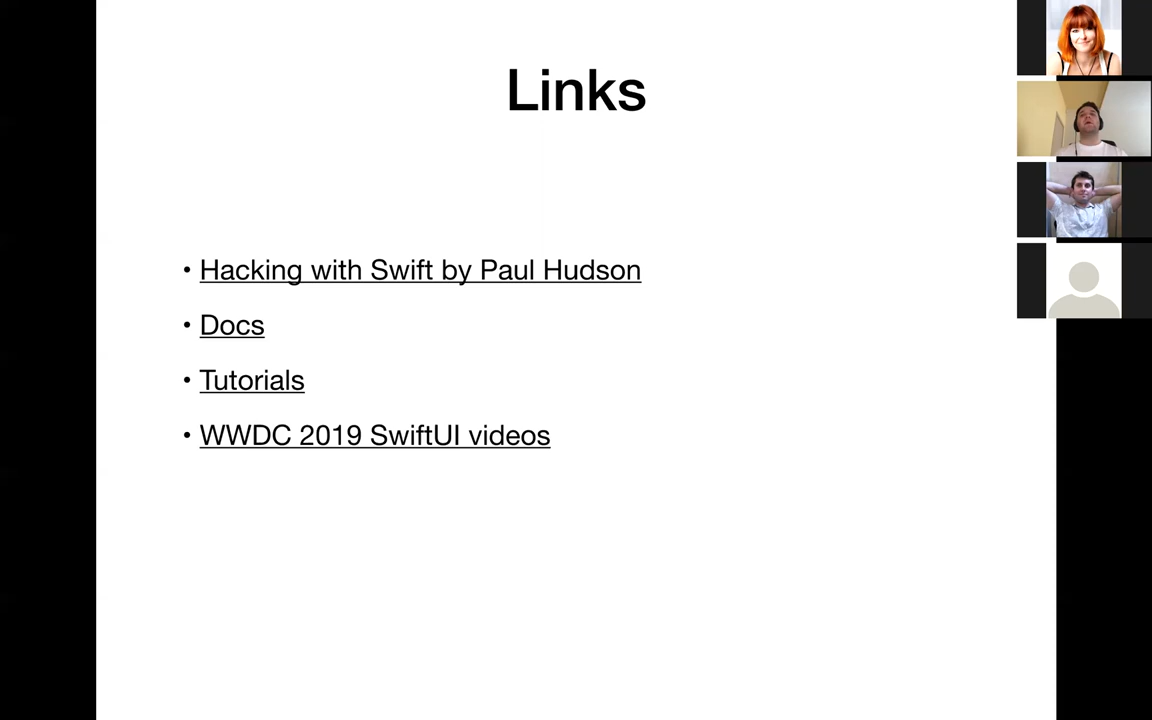 Links
• Hacking with Swift by Paul Hudson
• Docs
• Tutorials
• WWDC 2019 SwiftUI videos